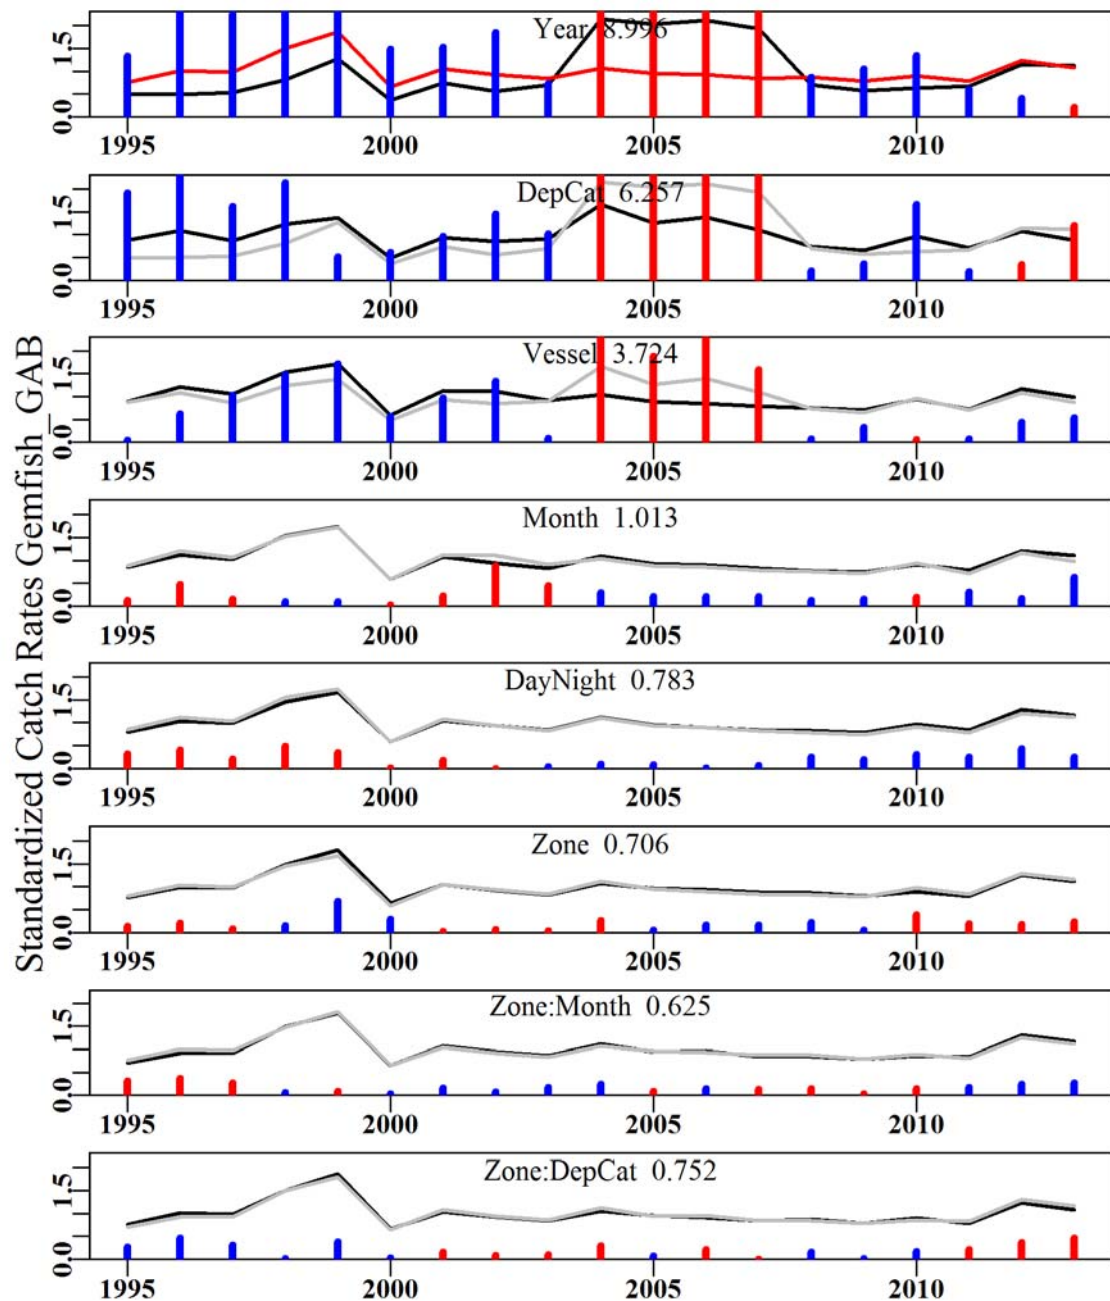 Standardized Catch Rates Gemfish_GAB
Year 8.996
0.0 1.5
1995 2000 2005 2010
DepCat 6.257
0.0 1.5
1995 2000 2005 2010
Vessel 3.724
0.0 1.5
1995 2000 2005 2010
Month 1.013
0.0 1.5
1995 2000 2005 2010
DayNight 0.783
0.0 1.5
1995 2000 2005 2010
Zone 0.706
0.0 1.5
1995 2000 2005 2010
Zone:Month 0.625
0.0 1.5
1995 2000 2005 2010
Zone:DepCat 0.752
0.0 1.5
1995 2000 2005 2010